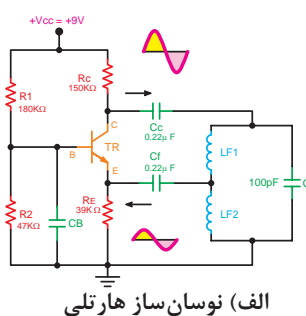 +Vcc = +9V
R1
180KΩ
Rc
150KΩ
C
B
TR
E
Cc
0.22μ F
Cf
0.22μ F
LF1
LF2
100pF
C
R2
47KΩ
CB
RE
39KΩ
الف) نوسان‌ساز هارتلی